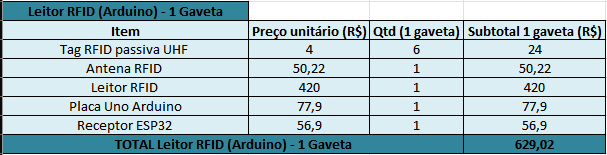 Leitor RFID (Arduino) - 1 Gaveta
Item Preço unitário (R$) Qtd (1 gaveta) Subtotal 1 gaveta (R$)
Tag RFID passiva UHF 4 6 24
Antena RFID 50,22 1 50,22
Leitor RFID 420 1 420
Placa Uno Arduino 77,9 1 77,9
Receptor ESP32 56,9 1 56,9
TOTAL Leitor RFID (Arduino) - 1 Gaveta 629,02